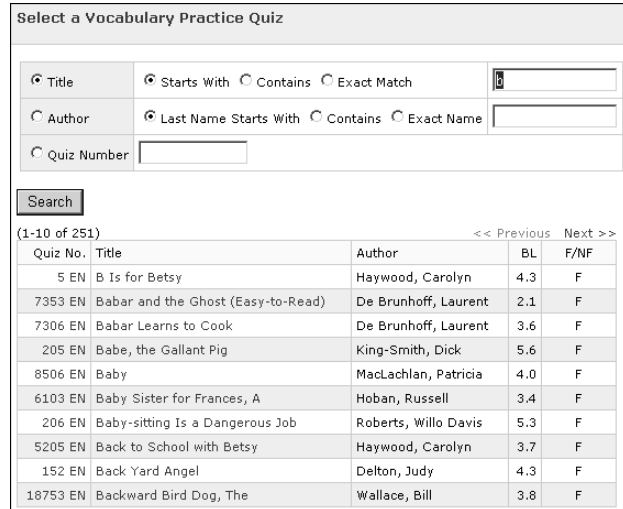 Select a Vocabulary Practice Quiz
Title Starts With Contains Exact Match b
Author Last Name Starts With Contains Exact Name
Quiz Number
Search
(1-10 of 251) << Previous Next >>
Quiz No. Title Author BL F/NF
5 EN B Is for Betsy Haywood, Carolyn 4.3 F
7353 EN Babar and the Ghost (Easy-to-Read) De Brunhoff, Laurent 2.1 F
7306 EN Babar Learns to Cook De Brunhoff, Laurent 3.6 F
205 EN Babe, the Gallant Pig King-Smith, Dick 5.6 F
8506 EN Baby MacLachlan, Patricia 4.0 F
6103 EN Baby Sister for Frances, A Hoban, Russell 3.4 F
206 EN Baby-sitting Is a Dangerous Job Roberts, Willo Davis 5.3 F
5205 EN Back to School with Betsy Haywood, Carolyn 3.7 F
152 EN Back Yard Angel Delton, Judy 4.3 F
18753 EN Backward Bird Dog, The Wallace, Bill 3.8 F